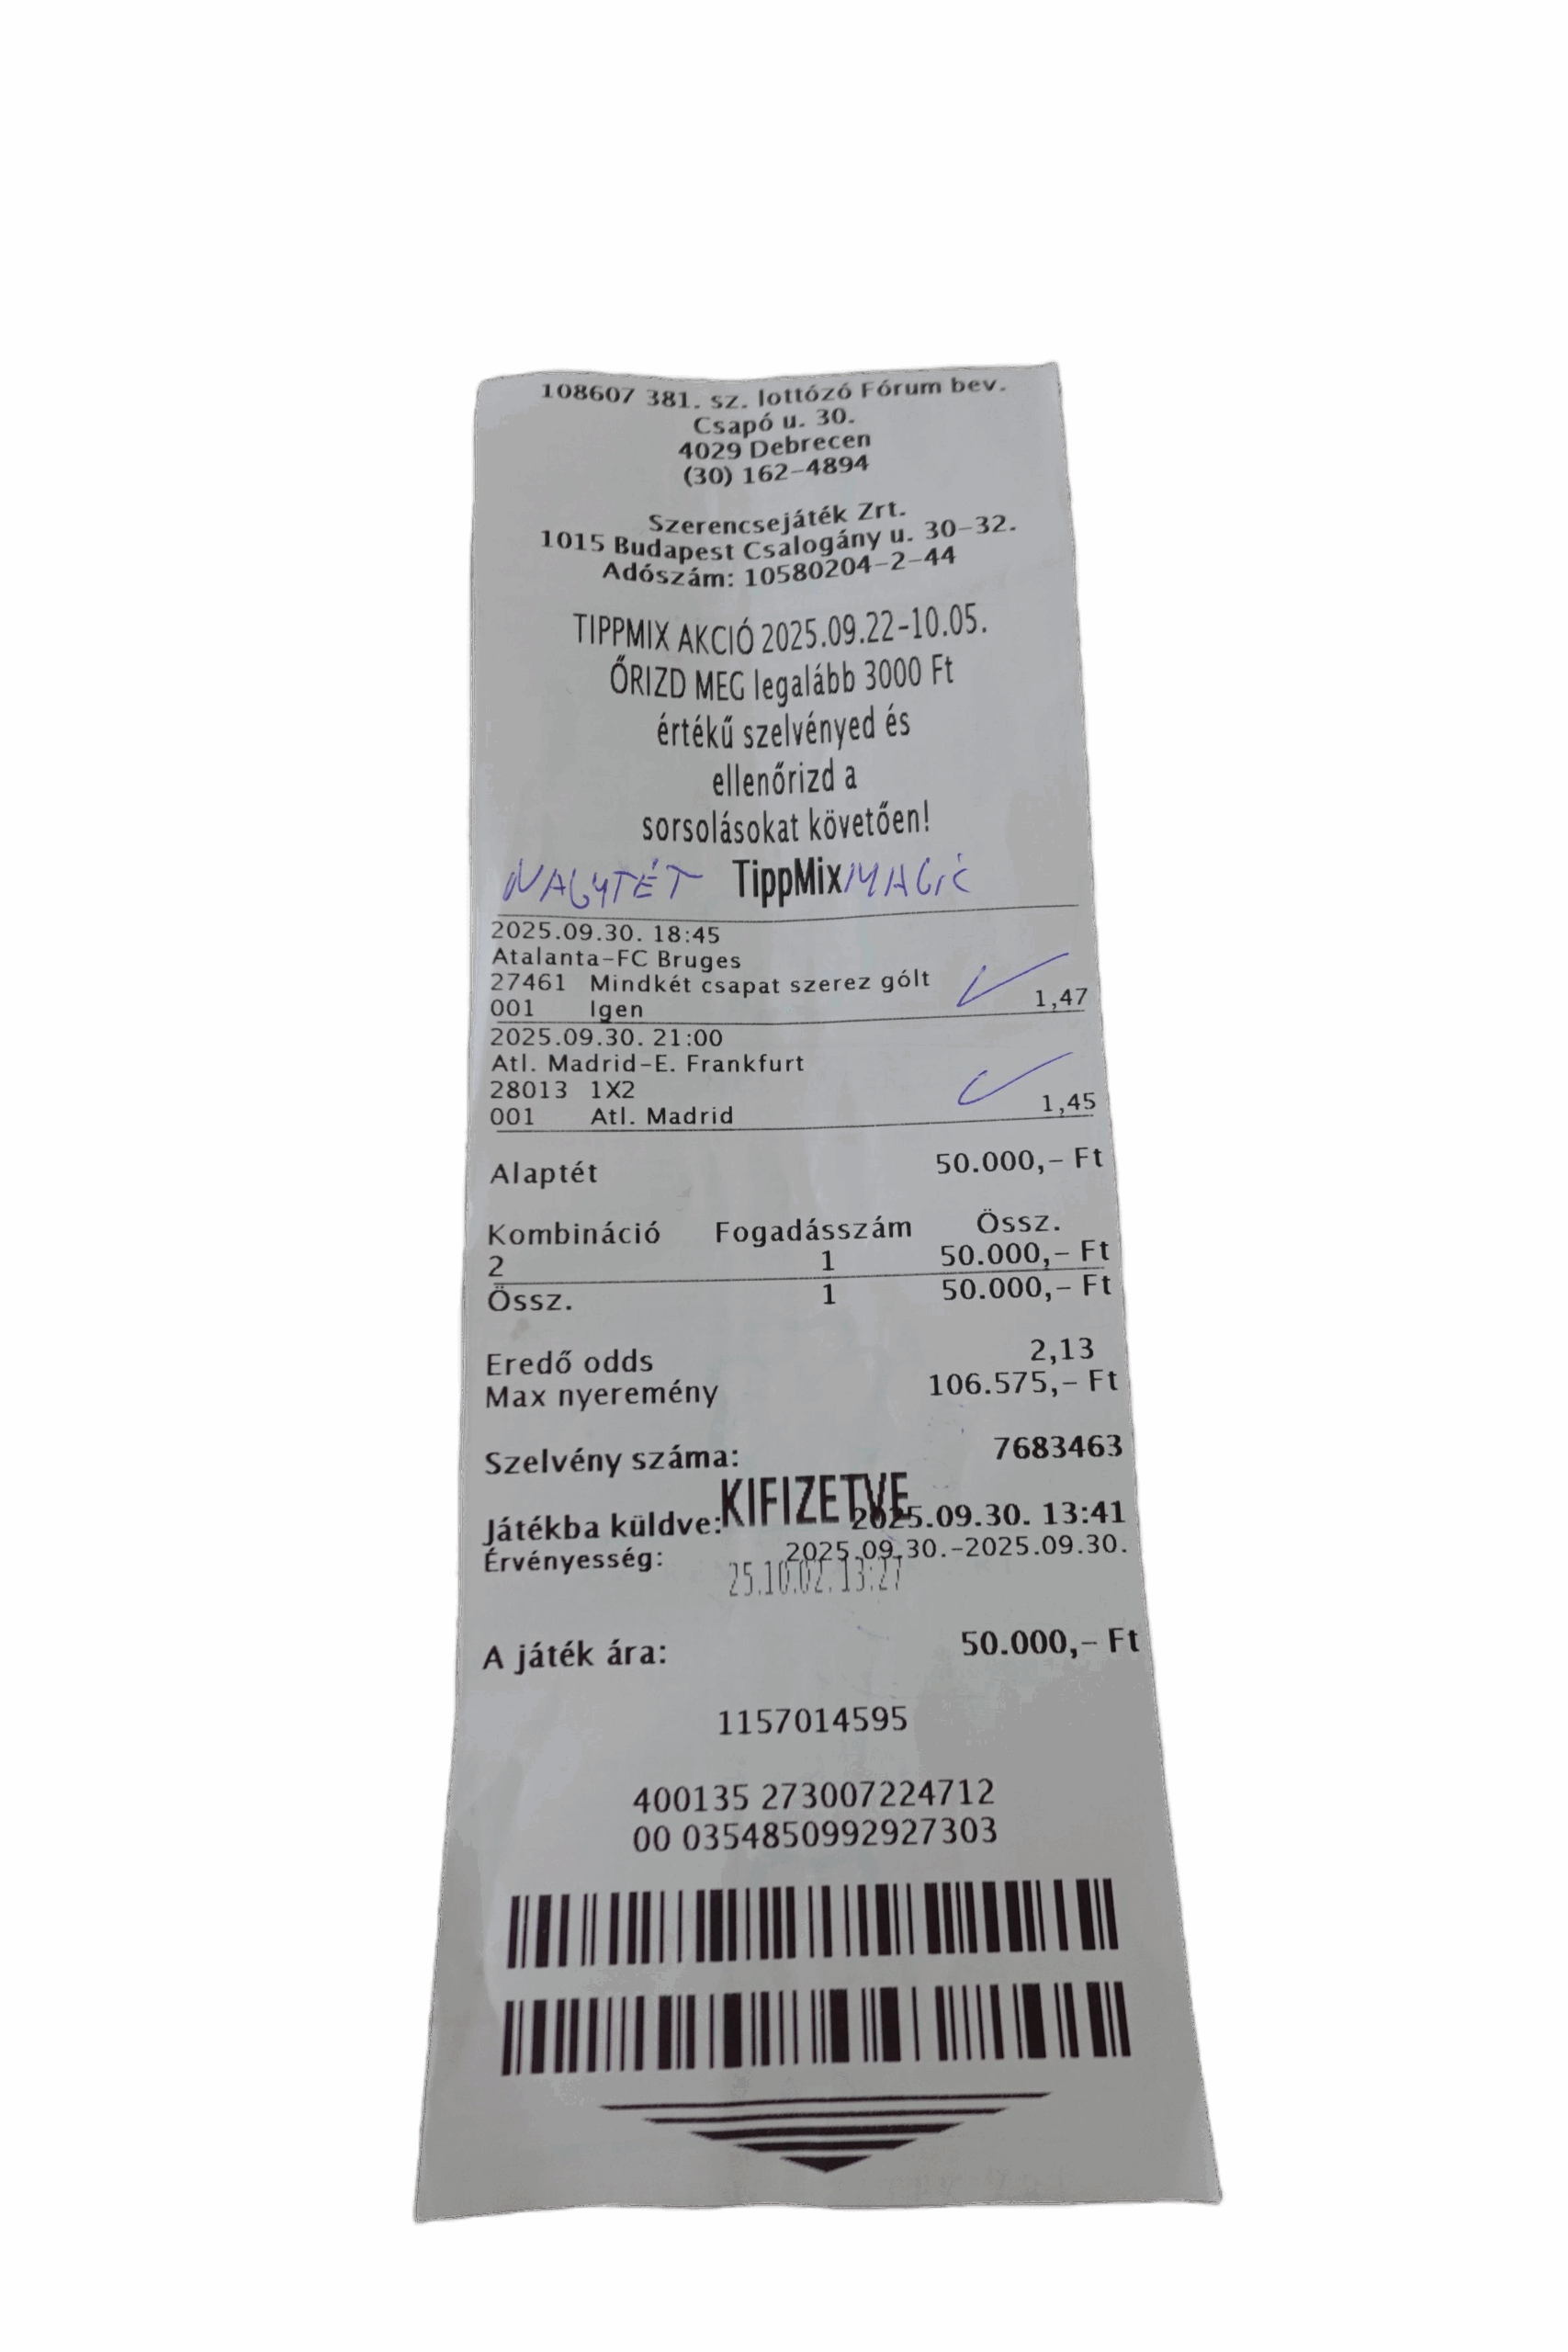 108607 381. sz. lottózó Fórum bev.
Csapó u. 30.
4029 Debrecen
(30) 162-4894
Szerencsejáték Zrt.
1015 Budapest Csalogány u. 30-32.
Adószám: 10580204-2-44
TIPPMIX AKCIÓ 2025.09.22-10.05.
ŐRIZD MEG legalább 3000 Ft
értékű szelvényed és
ellenőrizd a
sorsolásokat követően!
NAGYTÉT TippMixMAGIC
2025.09.30. 18:45
Atalanta-FC Bruges
27461 Mindkét csapat szerez gólt
001 Igen 1,47
2025.09.30. 21:00
Atl. Madrid-E. Frankfurt
28013 1X2
001 Atl. Madrid 1,45
Alaptét 50.000,- Ft
Kombináció Fogadásszám Össz.
2 1 50.000,- Ft
Össz. 1 50.000,- Ft
Eredő odds 2,13
Max nyeremény 106.575,- Ft
Szelvény száma: 7683463
KIFIZETVE
Játékba küldve: 2025.09.30. 13:41
Érvényesség: 2025.09.30.-2025.09.30.
25.10.02. 13:27
A játék ára: 50.000,- Ft
1157014595
400135 273007224712
00 0354850992927303